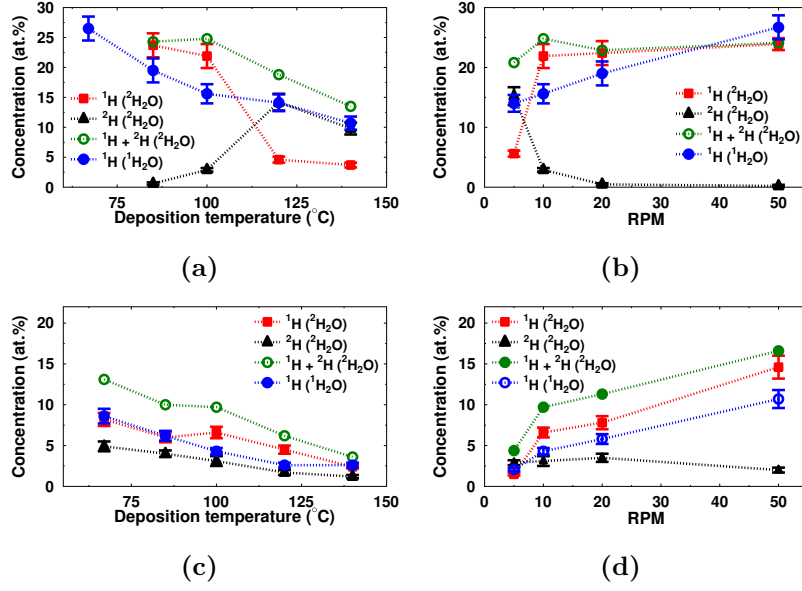 Concentration (at.%)
30
25
20
15
10
5
0
¹H (²H₂O)
²H (²H₂O)
¹H + ²H (²H₂O)
¹H (¹H₂O)
75 100 125 150
Deposition temperature (°C)
(a)
Concentration (at.%)
30
25
20
15
10
5
0
¹H (²H₂O)
²H (²H₂O)
¹H + ²H (²H₂O)
¹H (¹H₂O)
0 10 20 30 40 50
RPM
(b)
Concentration (at.%)
20
15
10
5
0
¹H (²H₂O)
²H (²H₂O)
¹H + ²H (²H₂O)
¹H (¹H₂O)
75 100 125 150
Deposition temperature (°C)
(c)
Concentration (at.%)
20
15
10
5
0
¹H (²H₂O)
²H (²H₂O)
¹H + ²H (²H₂O)
¹H (¹H₂O)
0 10 20 30 40 50
RPM
(d)